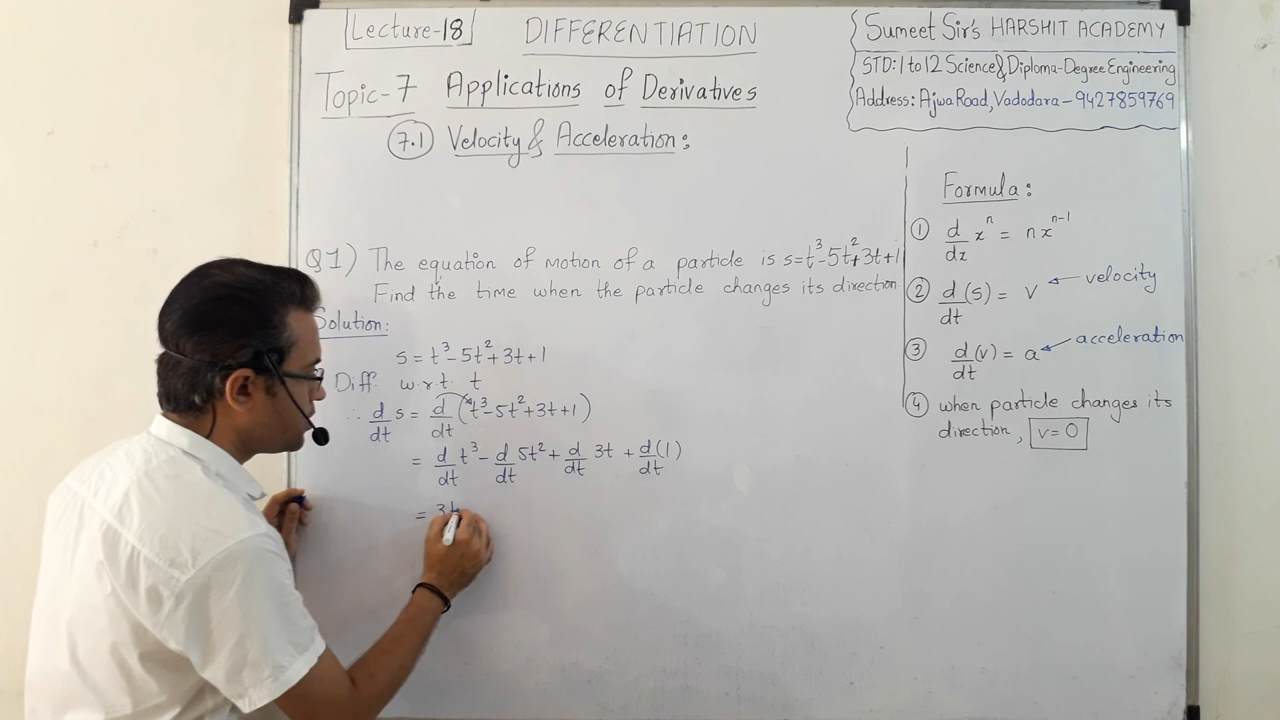 Lecture-18 DIFFERENTIATION
Topic-7 Applications of Derivatives
7.1 Velocity & Acceleration:
Sumeet Sir's HARSHIT ACADEMY
STD: 1 to 12 Science & Diploma-Degree Engineering
Address: Ajwa Road, Vadodara – 9427859769
Q1) The equation of motion of a particle is s=t³-5t²+3t+1
Find the time when the particle changes its direction
Solution:
s = t³-5t²+3t+1
Diff. w.r.t. t
∴ d/dt s = d/dt (t³-5t²+3t+1)
= d/dt t³ - d/dt 5t² + d/dt 3t + d/dt (1)
= 3t
Formula:
① d/dx xⁿ = nxⁿ⁻¹
② d/dt (s) = v ← velocity
③ d/dt (v) = a ← acceleration
④ when particle changes its
direction, v=0